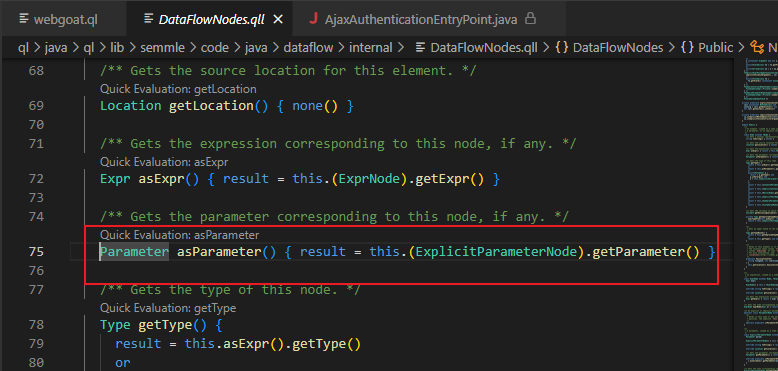 webgoat.ql
DataFlowNodes.qll
AjaxAuthenticationEntryPoint.java
ql > java > ql > lib > semmle > code > java > dataflow > internal > DataFlowNodes.qll > {} DataFlowNodes > {} Public > N
68 /** Gets the source location for this element. */
Quick Evaluation: getLocation
69 Location getLocation() { none() }
70
71 /** Gets the expression corresponding to this node, if any. */
Quick Evaluation: asExpr
72 Expr asExpr() { result = this.(ExprNode).getExpr() }
73
74 /** Gets the parameter corresponding to this node, if any. */
Quick Evaluation: asParameter
75 Parameter asParameter() { result = this.(ExplicitParameterNode).getParameter() }
76
77 /** Gets the type of this node. */
Quick Evaluation: getType
78 Type getType() {
79 result = this.asExpr().getType()
80 or